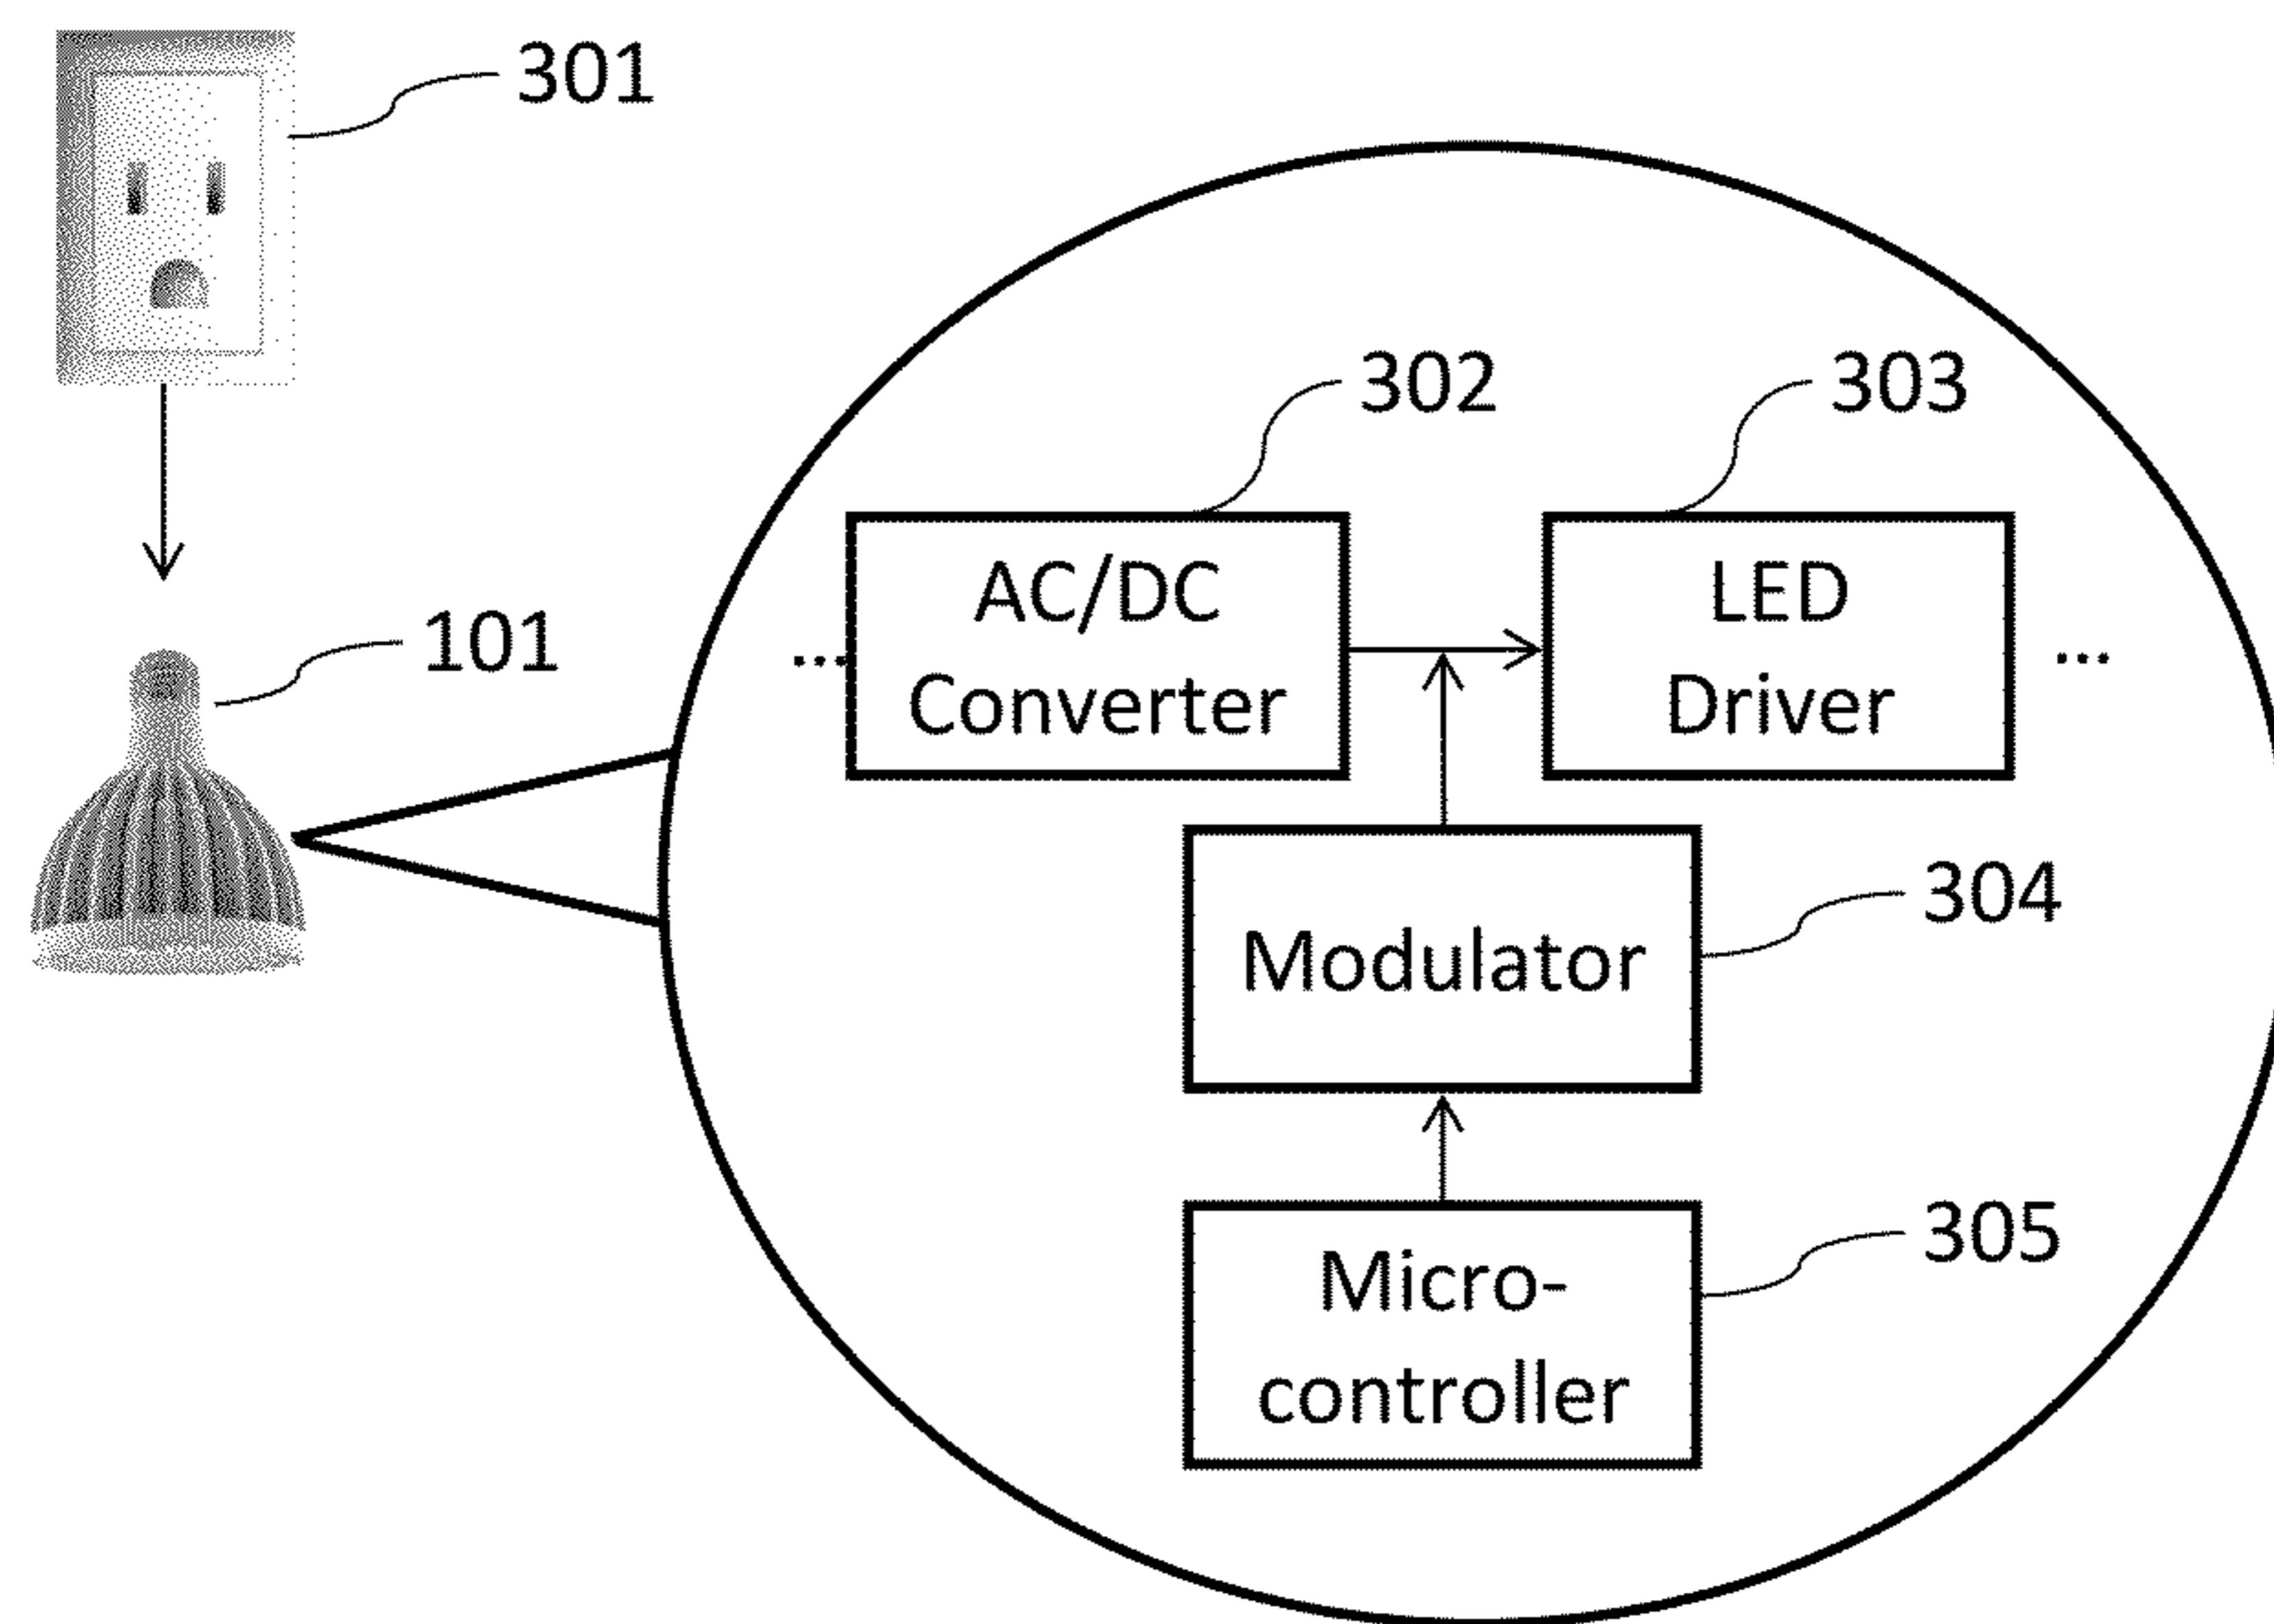 301
302
303
AC/DC
Converter
LED
Driver
...
...
101
Modulator
304
Micro-
controller
305